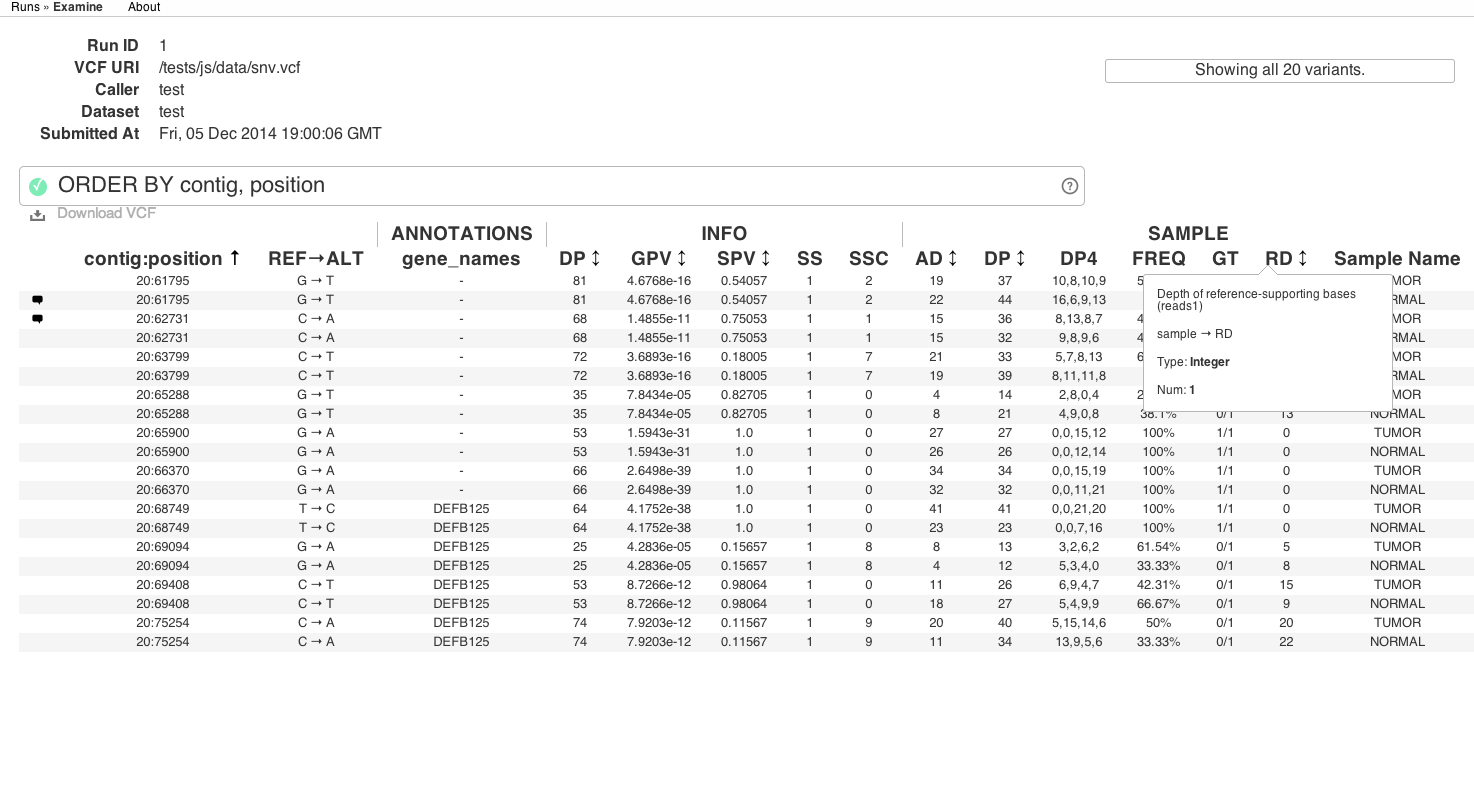 Runs » Examine About
Run ID 1
VCF URI /tests/js/data/snv.vcf
Caller test
Dataset test
Submitted At Fri, 05 Dec 2014 19:00:06 GMT
Showing all 20 variants.
ORDER BY contig, position ?
Download VCF
ANNOTATIONS INFO SAMPLE
contig:position ↑ REF→ALT gene_names DP ↕ GPV ↕ SPV ↕ SS SSC AD ↕ DP ↕ DP4 FREQ GT RD ↕ Sample Name
20:61795 G → T - 81 4.6768e-16 0.54057 1 2 19 37 10,8,10,9
20:61795 G → T - 81 4.6768e-16 0.54057 1 2 22 44 16,6,9,13
20:62731 C → A - 68 1.4855e-11 0.75053 1 1 15 36 8,13,8,7
20:62731 C → A - 68 1.4855e-11 0.75053 1 1 15 32 9,8,9,6
20:63799 C → T - 72 3.6893e-16 0.18005 1 7 21 33 5,7,8,13
20:63799 C → T - 72 3.6893e-16 0.18005 1 7 19 39 8,11,11,8
20:65288 G → T - 35 7.8434e-05 0.82705 1 0 4 14 2,8,0,4
20:65288 G → T - 35 7.8434e-05 0.82705 1 0 8 21 4,9,0,8 38.1% 0/1 13 NORMAL
Depth of reference-supporting bases
(reads1)
sample → RD
Type: Integer
Num: 1
20:65900 G → A - 53 1.5943e-31 1.0 1 0 27 27 0,0,15,12 100% 1/1 0 TUMOR
20:65900 G → A - 53 1.5943e-31 1.0 1 0 26 26 0,0,12,14 100% 1/1 0 NORMAL
20:66370 G → A - 66 2.6498e-39 1.0 1 0 34 34 0,0,15,19 100% 1/1 0 TUMOR
20:66370 G → A - 66 2.6498e-39 1.0 1 0 32 32 0,0,11,21 100% 1/1 0 NORMAL
20:68749 T → C DEFB125 64 4.1752e-38 1.0 1 0 41 41 0,0,21,20 100% 1/1 0 TUMOR
20:68749 T → C DEFB125 64 4.1752e-38 1.0 1 0 23 23 0,0,7,16 100% 1/1 0 NORMAL
20:69094 G → A DEFB125 25 4.2836e-05 0.15657 1 8 8 13 3,2,6,2 61.54% 0/1 5 TUMOR
20:69094 G → A DEFB125 25 4.2836e-05 0.15657 1 8 4 12 5,3,4,0 33.33% 0/1 8 NORMAL
20:69408 C → T DEFB125 53 8.7266e-12 0.98064 1 0 11 26 6,9,4,7 42.31% 0/1 15 TUMOR
20:69408 C → T DEFB125 53 8.7266e-12 0.98064 1 0 18 27 5,4,9,9 66.67% 0/1 9 NORMAL
20:75254 C → A DEFB125 74 7.9203e-12 0.11567 1 9 20 40 5,15,14,6 50% 0/1 20 TUMOR
20:75254 C → A DEFB125 74 7.9203e-12 0.11567 1 9 11 34 13,9,5,6 33.33% 0/1 22 NORMAL